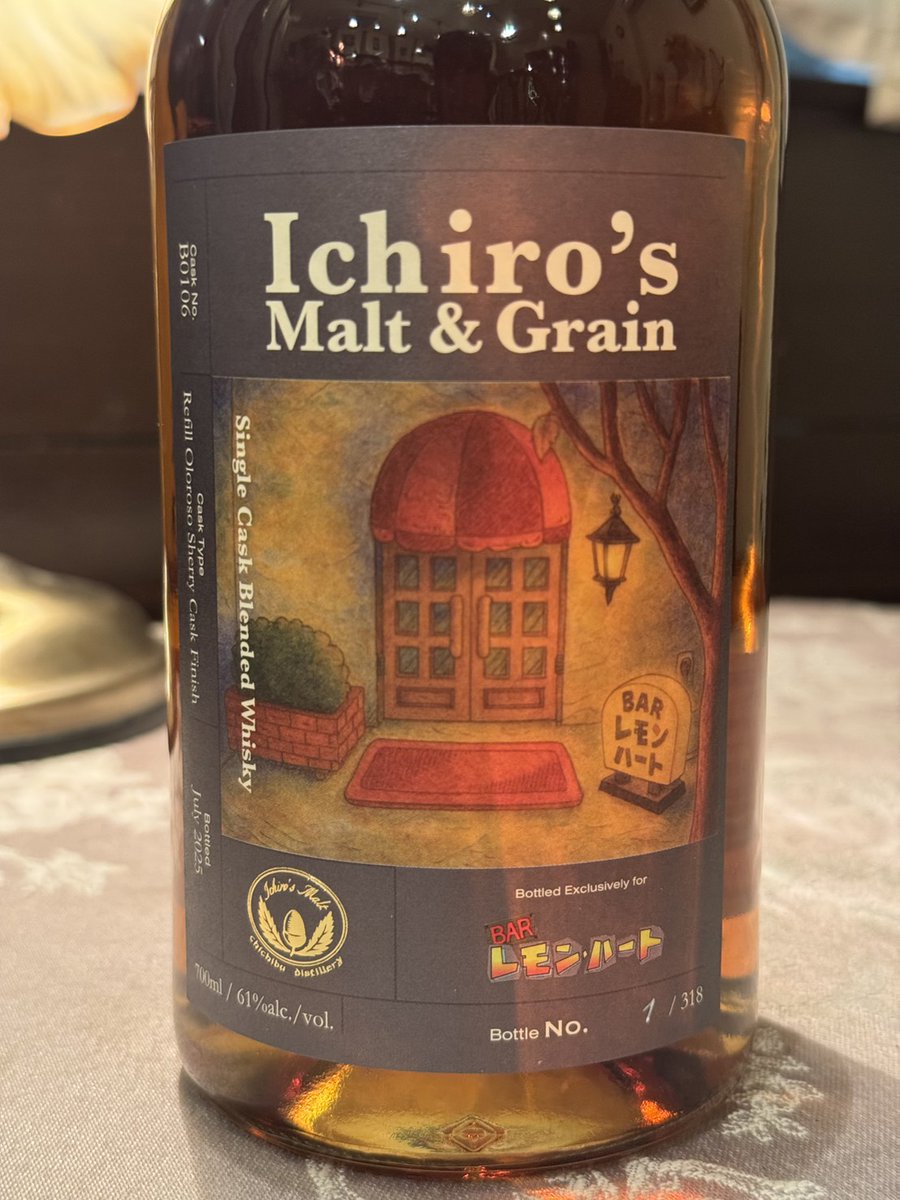 Ichiro's
Malt & Grain
Cask No.
B0106
Cask Type
Refill Oloroso Sherry Cask Finish
Bottled
July 2025
Single Cask Blended Whisky
BAR
レモン
ハート
Ichiro's Malt
Chichibu Distillery
Bottled Exclusively for
BAR
レモン・ハート
700ml / 61%alc./vol.
Bottle No. 1 / 318